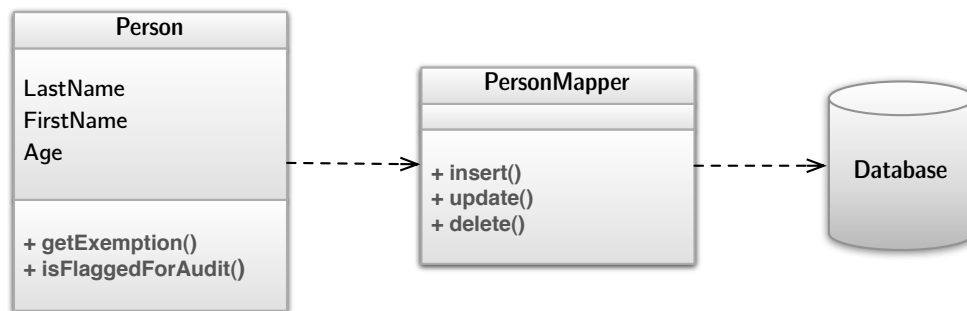 Person
LastName
FirstName
Age
+ getExemption()
+ isFlaggedForAudit()
PersonMapper
+ insert()
+ update()
+ delete()
Database